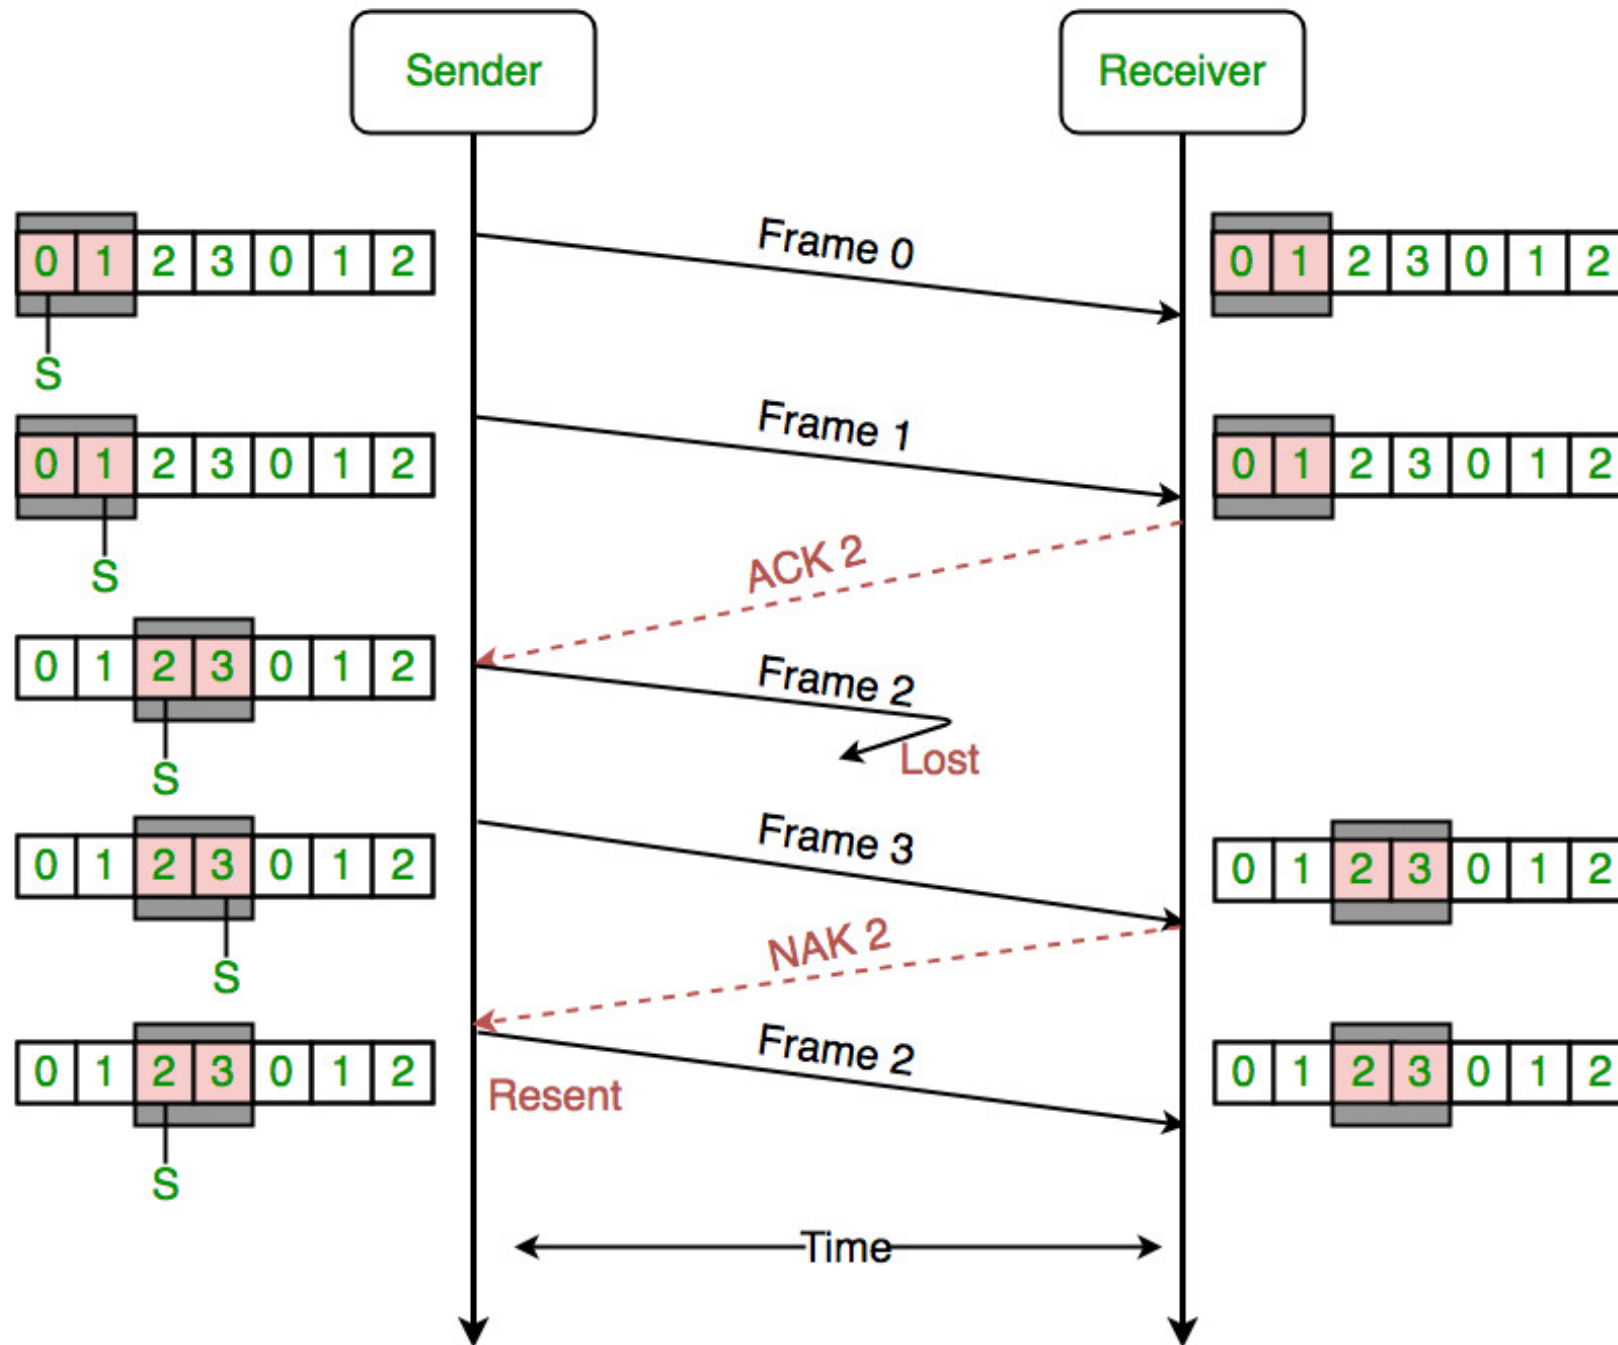 Sender Receiver
Frame 0
0 1 2 3 0 1 2 0 1 2 3 0 1 2
S
Frame 1
0 1 2 3 0 1 2 0 1 2 3 0 1 2
ACK 2
S
0 1 2 3 0 1 2
Frame 2
Lost
S
Frame 3
0 1 2 3 0 1 2 0 1 2 3 0 1 2
NAK 2
S
Frame 2
0 1 2 3 0 1 2 0 1 2 3 0 1 2
Resent
S
Time